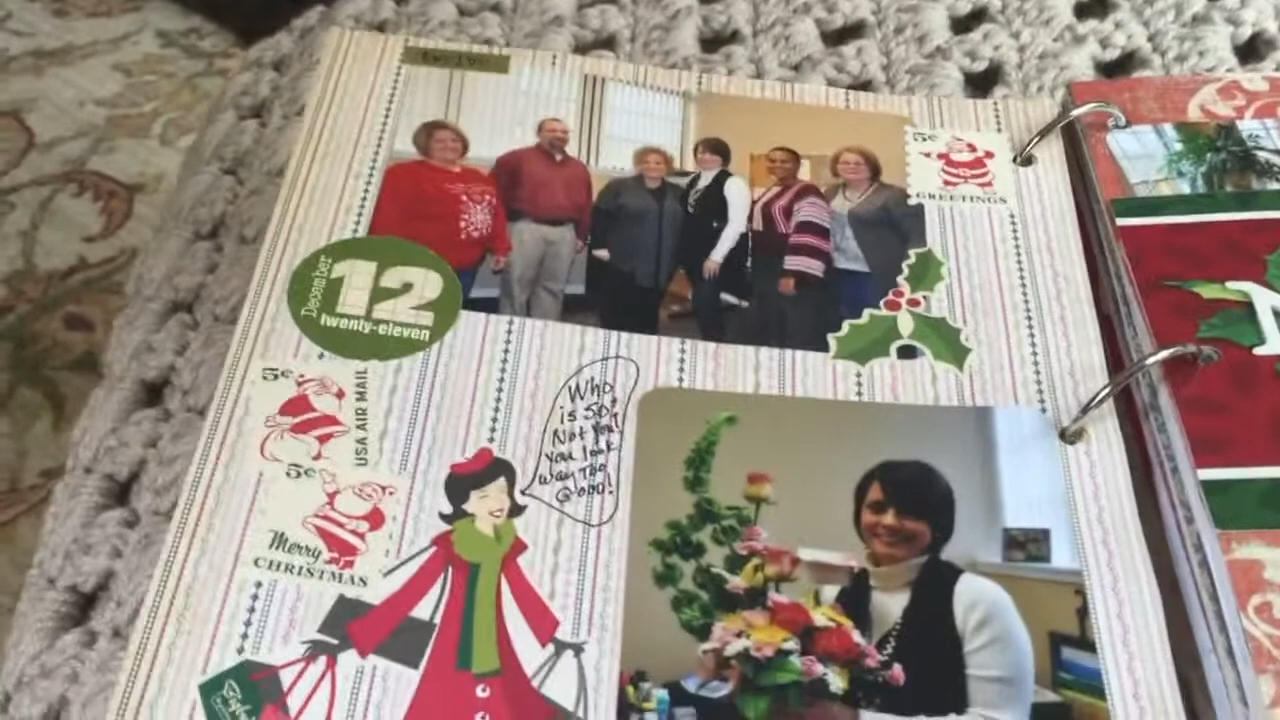 5¢
GREETINGS
December
12
twenty-eleven
5¢
USA AIR MAIL
5¢
Merry
CHRISTMAS
Who
is 50?
Not You!
You look
way Too
Good!